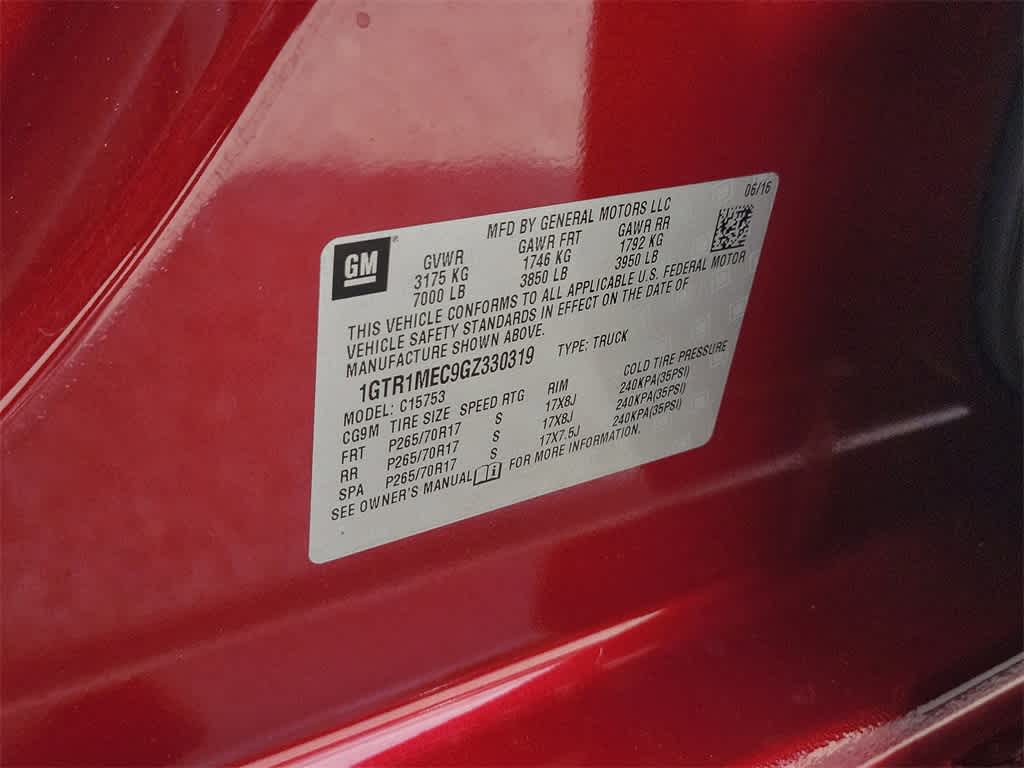 06/16
MFD BY GENERAL MOTORS LLC
GM®
GVWR GAWR FRT GAWR RR
3175 KG 1746 KG 1792 KG
7000 LB 3850 LB 3950 LB
THIS VEHICLE CONFORMS TO ALL APPLICABLE U.S. FEDERAL MOTOR
VEHICLE SAFETY STANDARDS IN EFFECT ON THE DATE OF
MANUFACTURE SHOWN ABOVE.
1GTR1MEC9GZ330319 TYPE: TRUCK
MODEL: C15753
CG9M TIRE SIZE SPEED RTG RIM COLD TIRE PRESSURE
FRT P265/70R17 S 17X8J 240KPA(35PSI)
RR P265/70R17 S 17X8J 240KPA(35PSI)
SPA P265/70R17 S 17X7.5J 240KPA(35PSI)
SEE OWNER'S MANUAL FOR MORE INFORMATION.